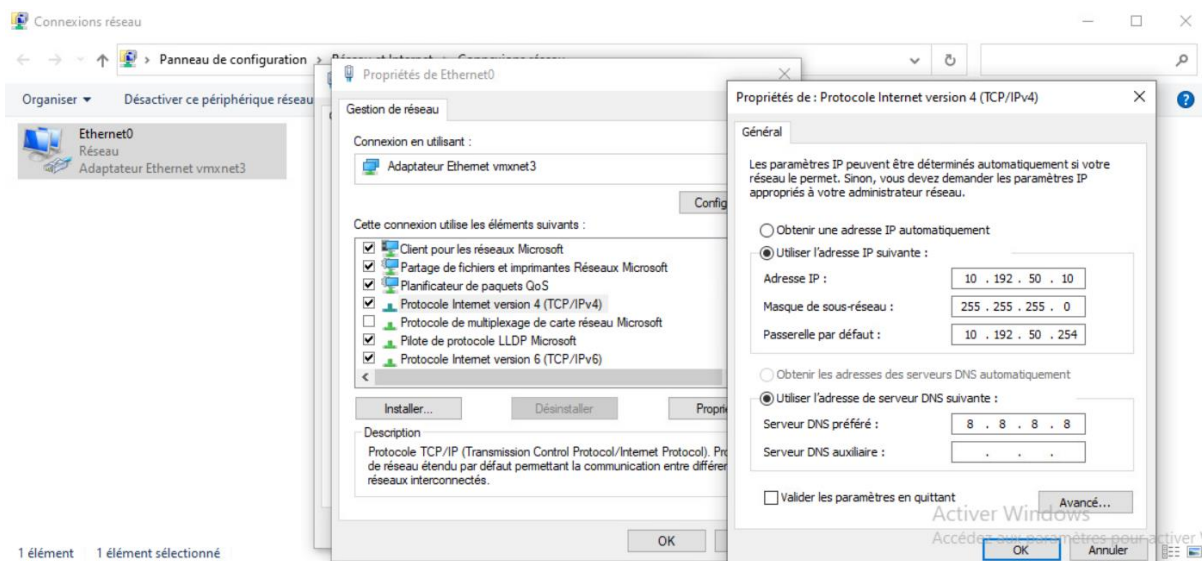 Connexions réseau
Panneau de configuration
Organiser
Désactiver ce périphérique réseau
Ethernet0
Réseau
Adaptateur Ethernet vmxnet3
1 élément
1 élément sélectionné
Propriétés de Ethernet0
Gestion de réseau
Connexion en utilisant :
Adaptateur Ethernet vmxnet3
Config
Cette connexion utilise les éléments suivants :
Client pour les réseaux Microsoft
Partage de fichiers et imprimantes Réseaux Microsoft
Planificateur de paquets QoS
Protocole Internet version 4 (TCP/IPv4)
Protocole de multiplexage de carte réseau Microsoft
Pilote de protocole LLDP Microsoft
Protocole Internet version 6 (TCP/IPv6)
Installer...
Désinstaller
Propri
Description
Protocole TCP/IP (Transmission Control Protocol/Internet Protocol). Pro
de réseau étendu par défaut permettant la communication entre différen
réseaux interconnectés.
OK
Propriétés de : Protocole Internet version 4 (TCP/IPv4)
Général
Les paramètres IP peuvent être déterminés automatiquement si votre
réseau le permet. Sinon, vous devez demander les paramètres IP
appropriés à votre administrateur réseau.
Obtenir une adresse IP automatiquement
Utiliser l'adresse IP suivante :
Adresse IP : 10 . 192 . 50 . 10
Masque de sous-réseau : 255 . 255 . 255 . 0
Passerelle par défaut : 10 . 192 . 50 . 254
Obtenir les adresses des serveurs DNS automatiquement
Utiliser l'adresse de serveur DNS suivante :
Serveur DNS préféré : 8 . 8 . 8 . 8
Serveur DNS auxiliaire : . . .
Valider les paramètres en quittant
Avancé...
Activer Windows
Accédez aux paramètres pour activer
OK
Annuler